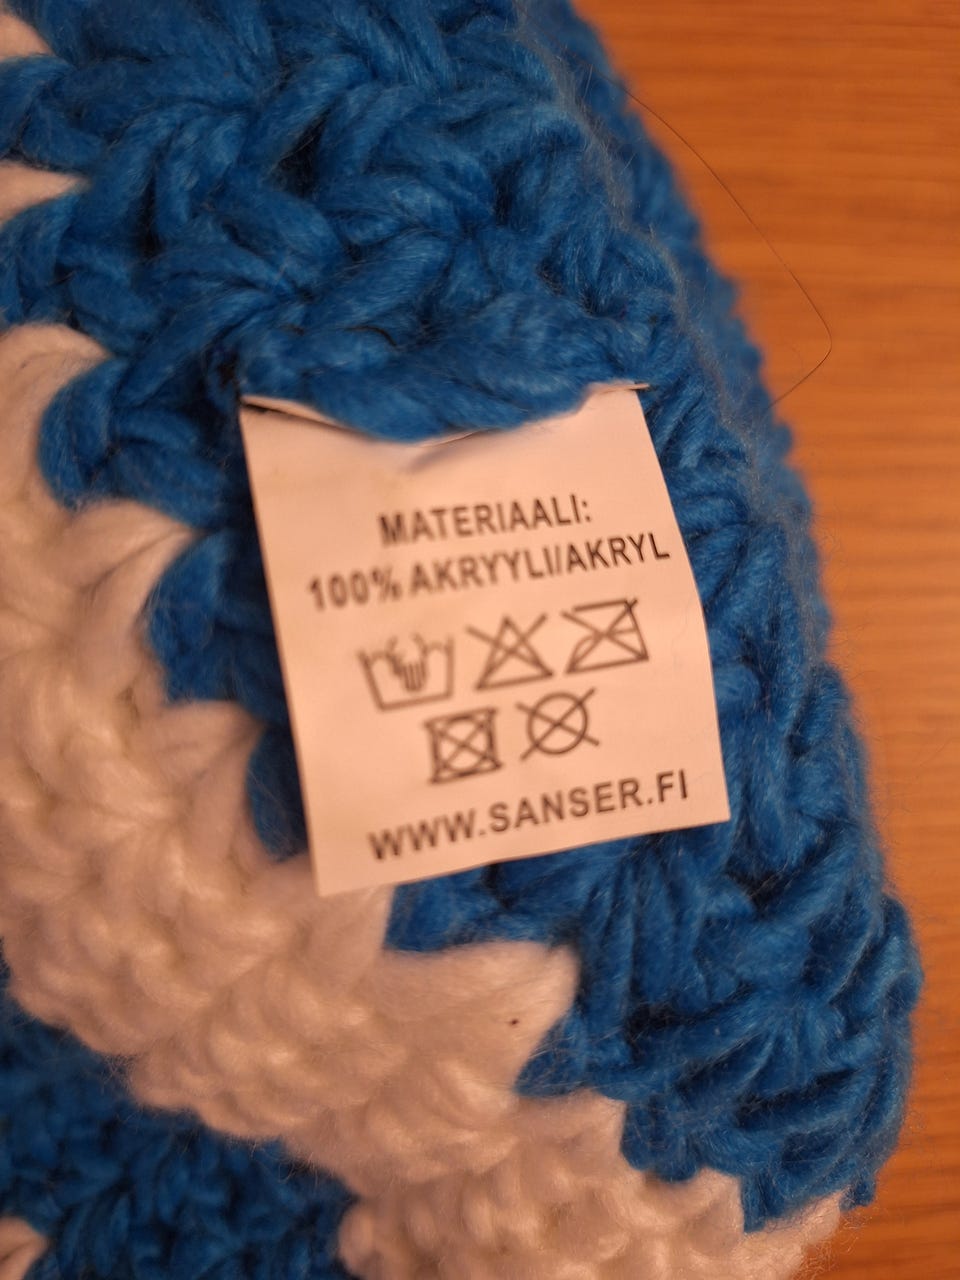 MATERIAALI:
100% AKRYYLI/AKRYL
WWW.SANSER.FI